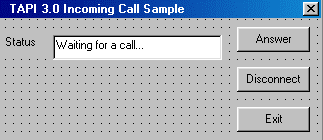 TAPI 3.0 Incoming Call Sample
Status
Waiting for a call...
Answer
Disconnect
Exit